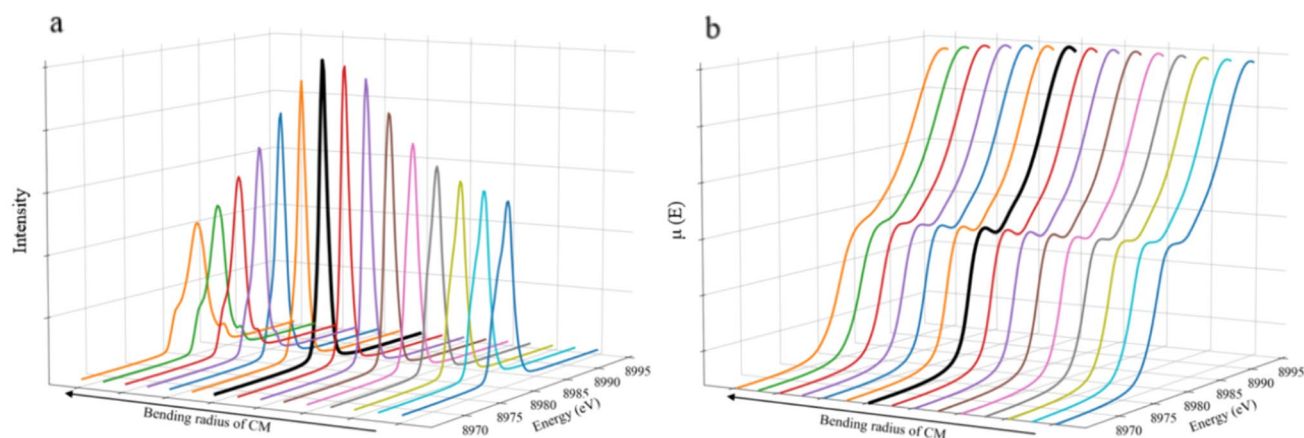 a
Intensity
Bending radius of CM
8970
8975
8980
8985
8990
8995
Energy (eV)
b
μ (E)
Bending radius of CM
8970
8975
8980
8985
8990
8995
Energy (eV)